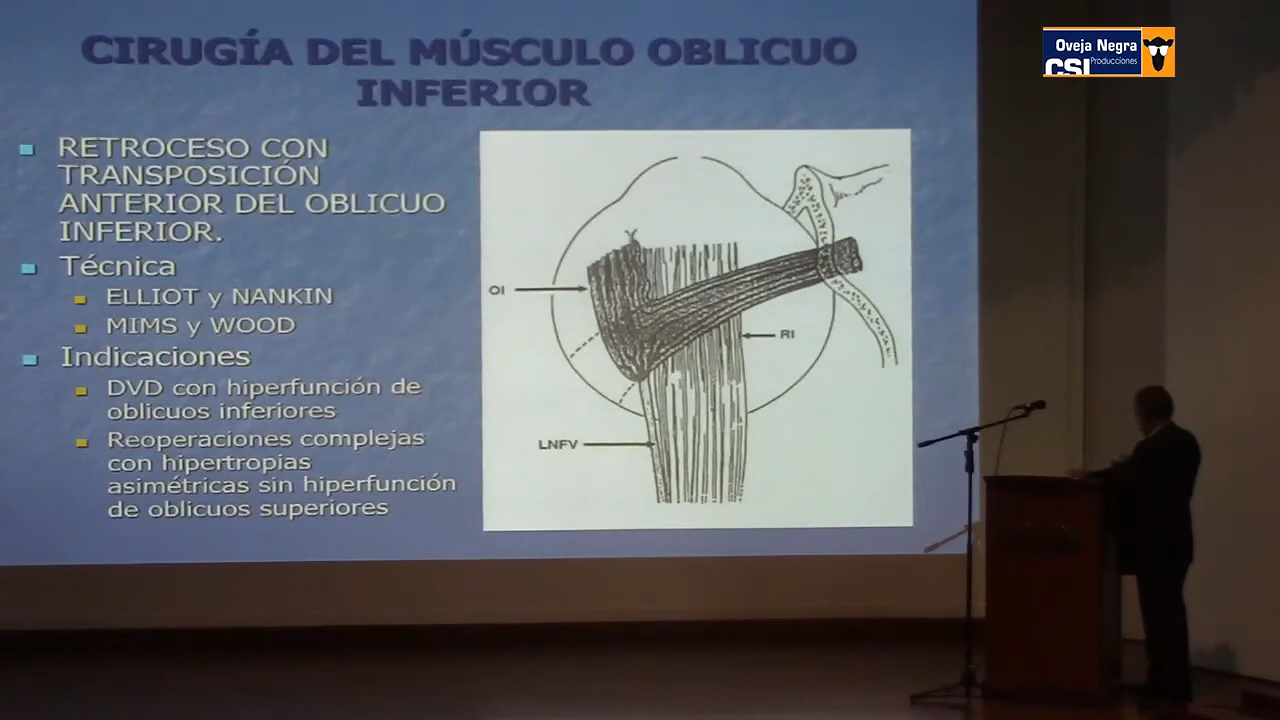 CIRUGÍA DEL MÚSCULO OBLICUO
INFERIOR
RETROCESO CON
TRANSPOSICIÓN
ANTERIOR DEL OBLICUO
INFERIOR.
Técnica
ELLIOT y NANKIN
MIMS y WOOD
Indicaciones
DVD con hiperfunción de
oblicuos inferiores
Reoperaciones complejas
con hipertropias
asimétricas sin hiperfunción
de oblicuos superiores
OI
RI
LNFV
Oveja Negra
CSI Producciones